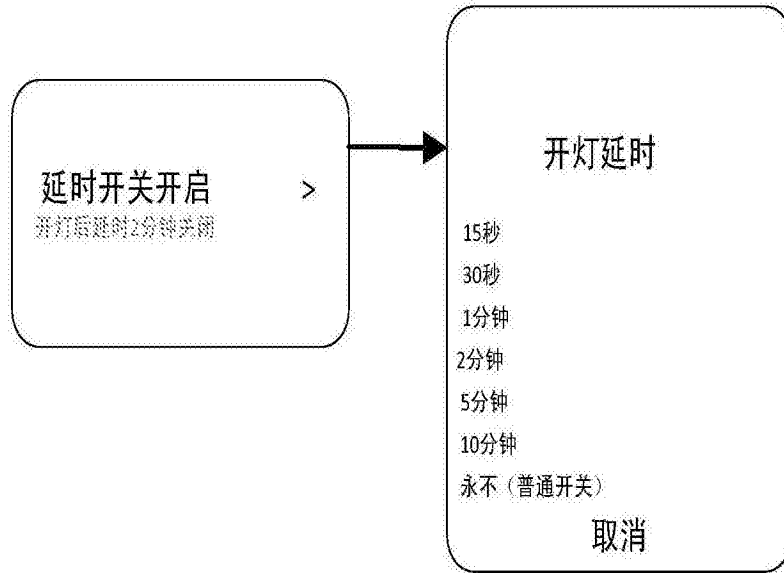 延时开关开启 >
开灯后延时2分钟关闭
开灯延时
15秒
30秒
1分钟
2分钟
5分钟
10分钟
永不（普通开关）
取消